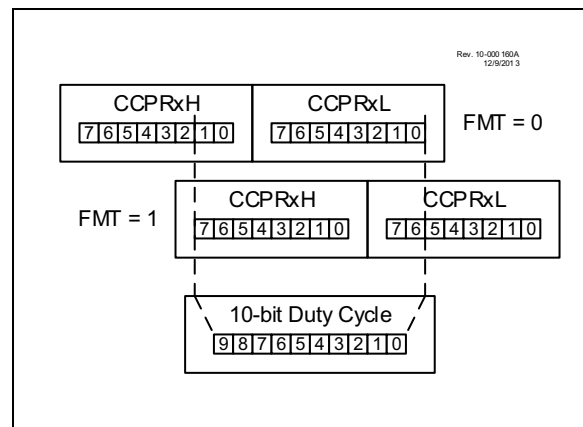 Rev. 10-000 160A
12/9/201 3
CCPRxH CCPRxL
7 6 5 4 3 2 1 0 7 6 5 4 3 2 1 0 FMT = 0
CCPRxH CCPRxL
FMT = 1 7 6 5 4 3 2 1 0 7 6 5 4 3 2 1 0
10-bit Duty Cycle
9 8 7 6 5 4 3 2 1 0